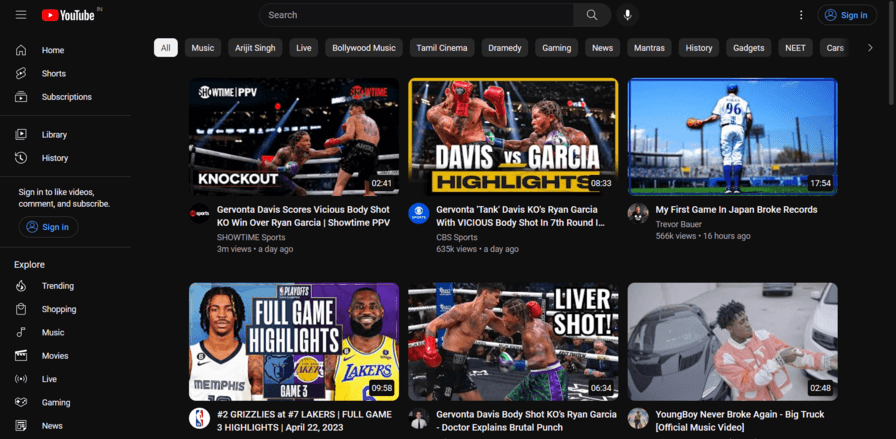 YouTube IN
Search
Sign in
Home
Shorts
Subscriptions
Library
History
Sign in to like videos,
comment, and subscribe.
Sign in
Explore
Trending
Shopping
Music
Movies
Live
Gaming
News
All Music Arijit Singh Live Bollywood Music Tamil Cinema Dramedy Gaming News Mantras History Gadgets NEET Cars
SHOWTIME PPV
SHOWTIME
KNOCKOUT
02:41
sports
Gervonta Davis Scores Vicious Body Shot
KO Win Over Ryan Garcia | Showtime PPV
SHOWTIME Sports
3m views • a day ago
DAVIS VS GARCIA
HIGHLIGHTS
08:33
SPORTS
Gervonta 'Tank' Davis KO's Ryan Garcia
With VICIOUS Body Shot In 7th Round I...
CBS Sports
635k views • a day ago
96
17:54
My First Game In Japan Broke Records
Trevor Bauer
566k views • 16 hours ago
PLAYOFFS
FULL GAME
HIGHLIGHTS
LAKERS
GAME 3
MEMPHIS
LAKERS
09:58
#2 GRIZZLIES at #7 LAKERS | FULL GAME
3 HIGHLIGHTS | April 22, 2023
LIVER
SHOT!
06:34
Gervonta Davis Body Shot KO's Ryan Garcia
- Doctor Explains Brutal Punch
02:48
YoungBoy Never Broke Again - Big Truck
[Official Music Video]